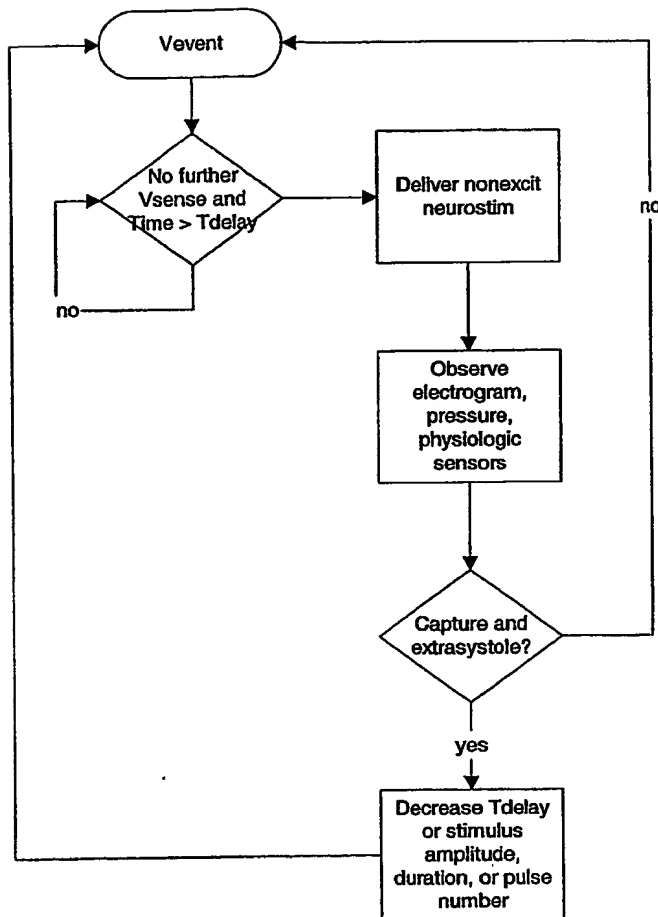 Vevent
No further
Vsense and
Time > Tdelay
no
Deliver nonexcit
neurostim
no
Observe
electrogram,
pressure,
physiologic
sensors
Capture and
extrasystole?
yes
Decrease Tdelay
or stimulus
amplitude,
duration, or pulse
number